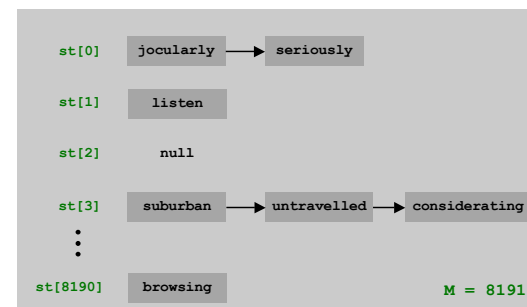 st[0] jocularly seriously
st[1] listen
st[2] null
st[3] suburban untravelled considerating
st[8190] browsing
M = 8191